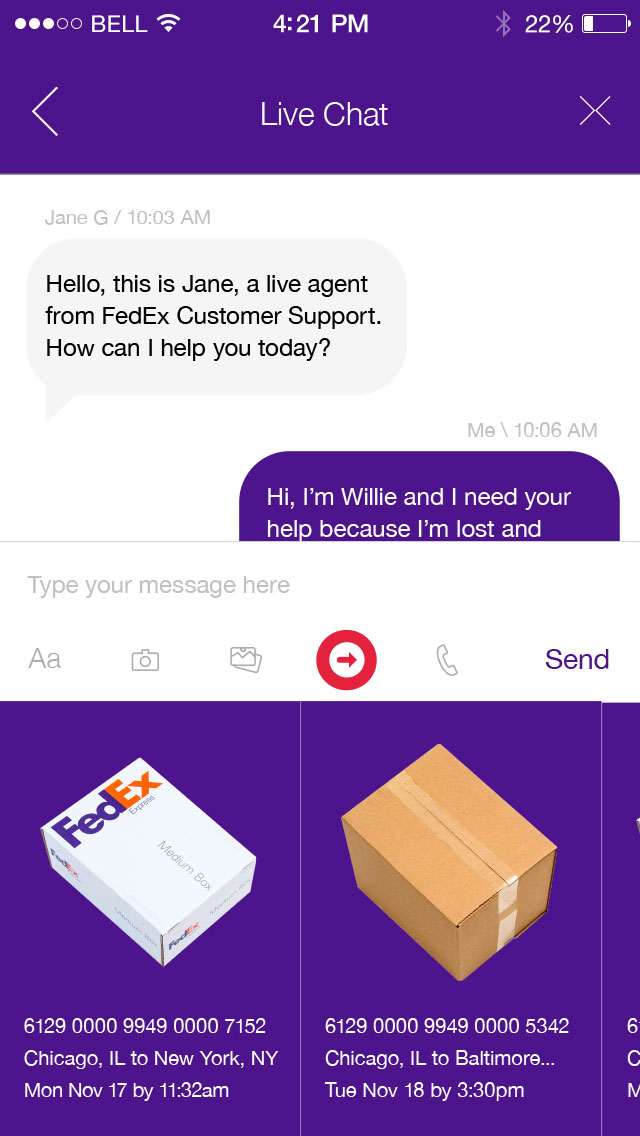 BELL 4:21 PM 22%
Live Chat
Jane G / 10:03 AM
Hello, this is Jane, a live agent
from FedEx Customer Support.
How can I help you today?
Me \ 10:06 AM
Hi, I’m Willie and I need your
help because I’m lost and
Type your message here
Aa
Send
FedEx
Express
Medium Box
FedEx
Medium Box
FedEx
6129 0000 9949 0000 7152
Chicago, IL to New York, NY
Mon Nov 17 by 11:32am
6129 0000 9949 0000 5342
Chicago, IL to Baltimore...
Tue Nov 18 by 3:30pm
6
C
M